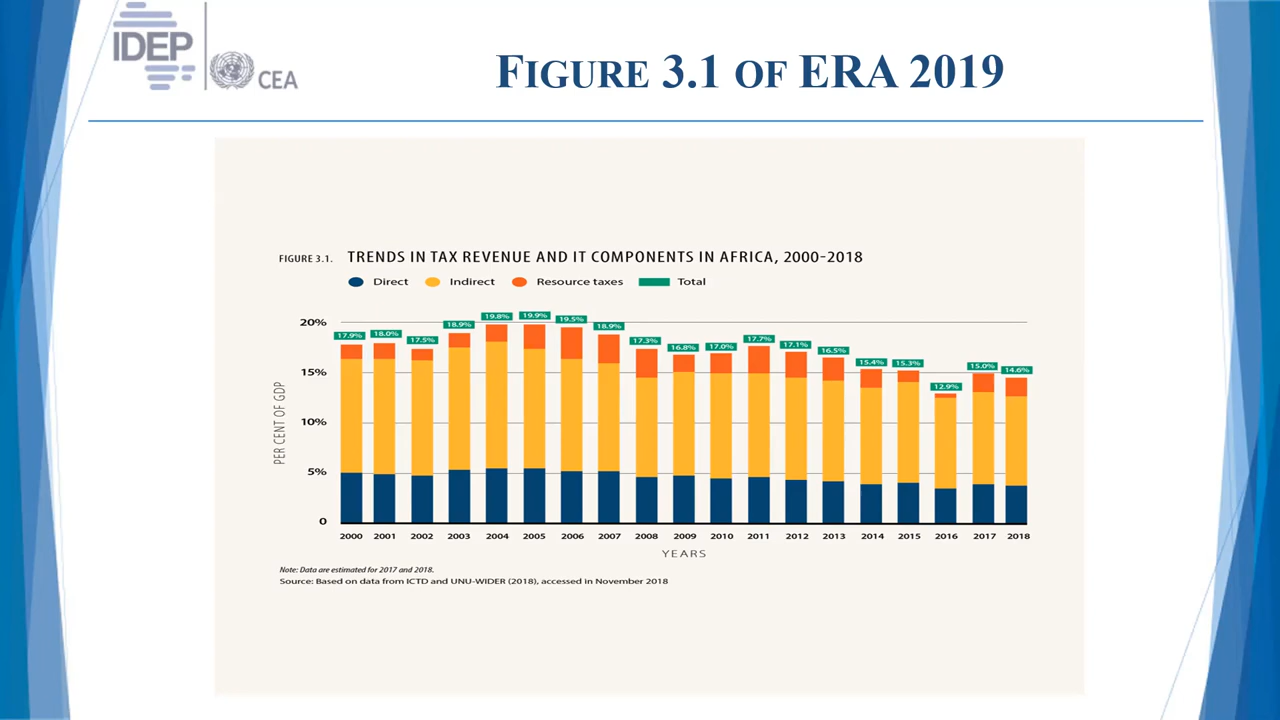 IDEP
CEA
FIGURE 3.1 OF ERA 2019
FIGURE 3.1. TRENDS IN TAX REVENUE AND IT COMPONENTS IN AFRICA, 2000-2018
Direct Indirect Resource taxes Total
PER CENT OF GDP
20%
15%
10%
5%
0
17.9% 18.0% 17.5% 18.9% 19.8% 19.9% 19.5% 18.9% 17.3% 16.8% 17.0% 17.7% 17.1% 16.5% 15.4% 15.3% 12.9% 15.0% 14.6%
2000 2001 2002 2003 2004 2005 2006 2007 2008 2009 2010 2011 2012 2013 2014 2015 2016 2017 2018
YEARS
Note: Data are estimated for 2017 and 2018.
Source: Based on data from ICTD and UNU-WIDER (2018), accessed in November 2018